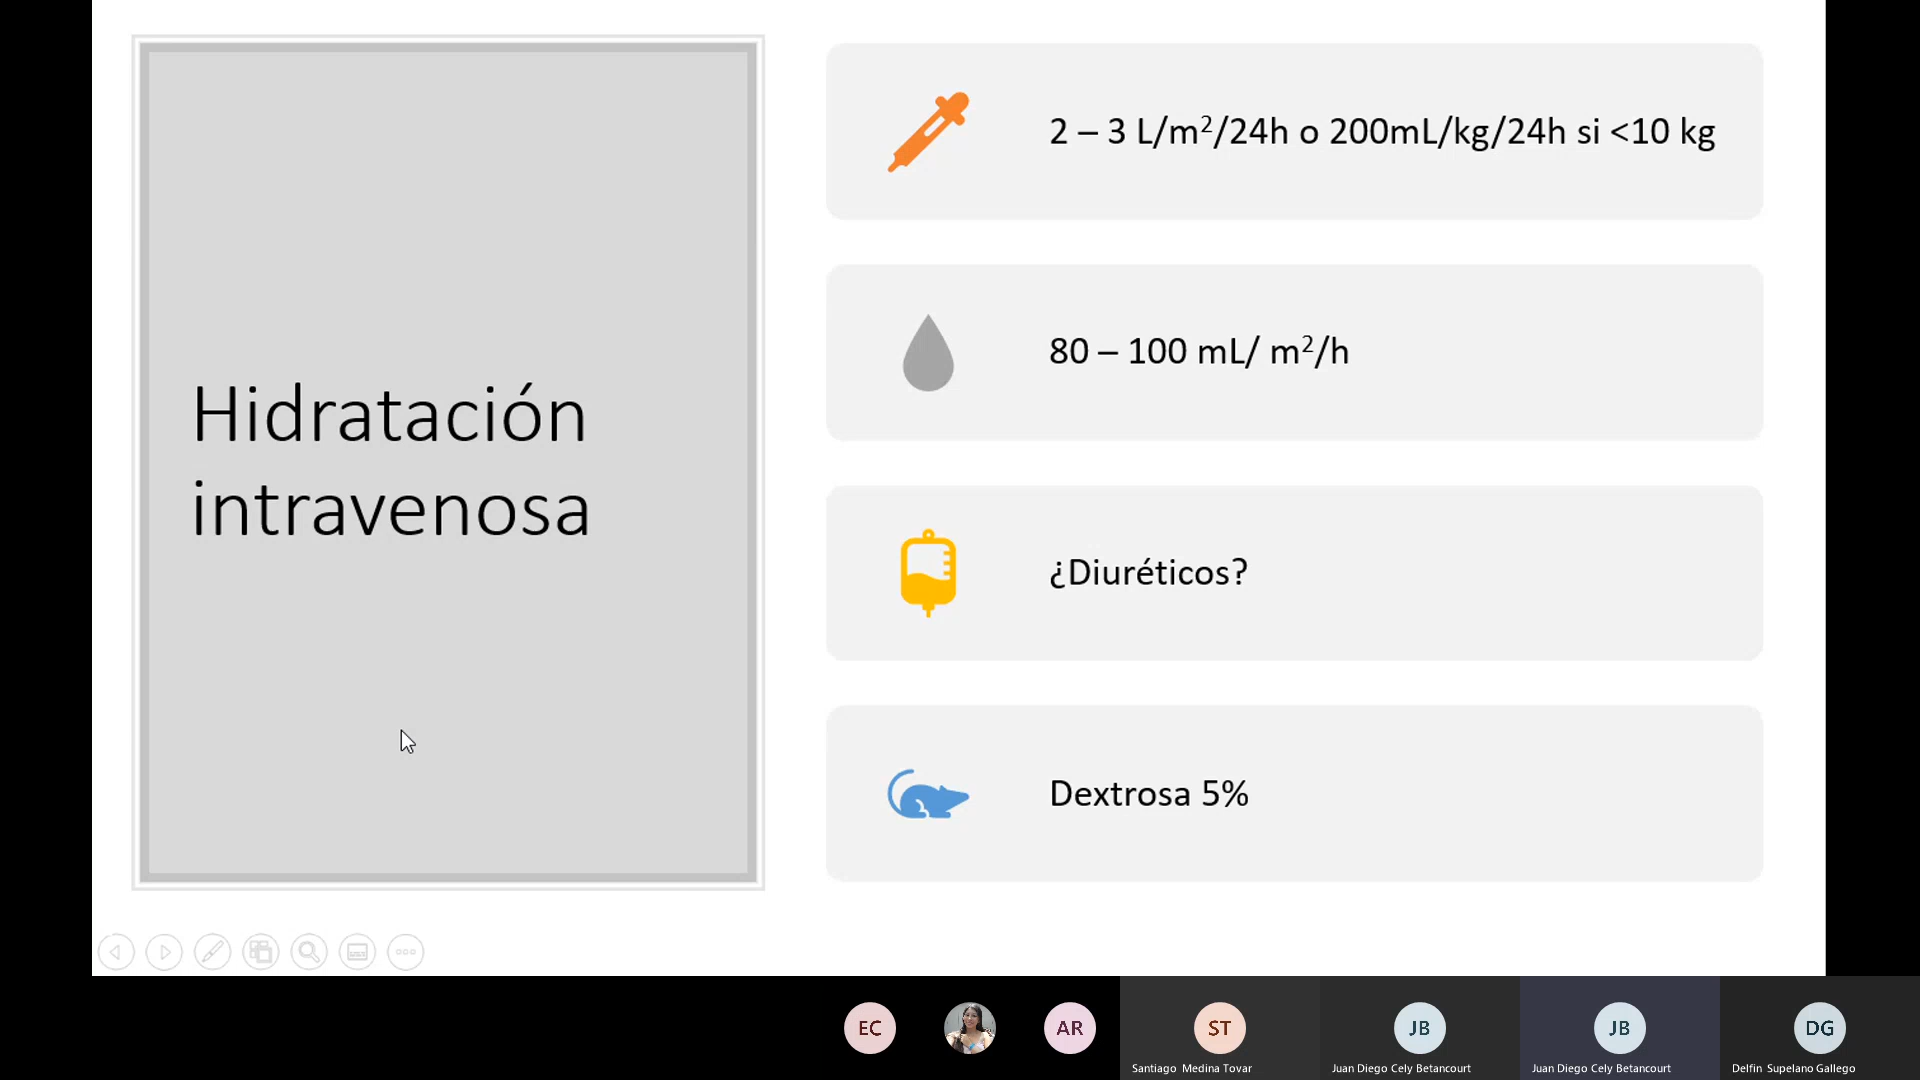 Hidratación
intravenosa
2 – 3 L/m²/24h o 200mL/kg/24h si <10 kg
80 – 100 mL/ m²/h
¿Diuréticos?
Dextrosa 5%
EC
AR
ST
JB
JB
DG
Santiago Medina Tovar
Juan Diego Cely Betancourt
Juan Diego Cely Betancourt
Delfin Supelano Gallego